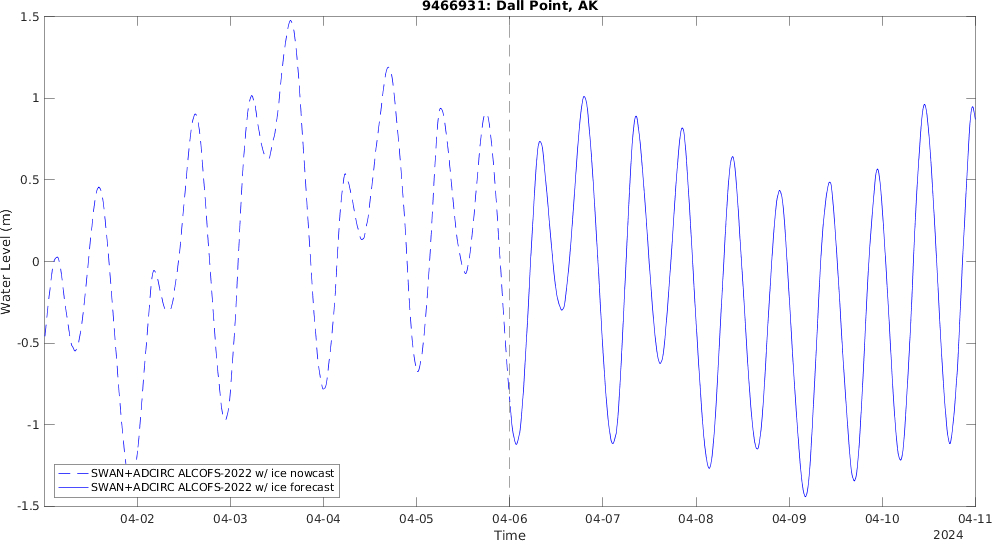 9466931: Dall Point, AK
1.5
1
0.5
0
-0.5
-1
-1.5
Water Level (m)
SWAN+ADCIRC ALCOFS-2022 w/ ice nowcast
SWAN+ADCIRC ALCOFS-2022 w/ ice forecast
04-02 04-03 04-04 04-05 04-06 04-07 04-08 04-09 04-10 04-11
Time
2024